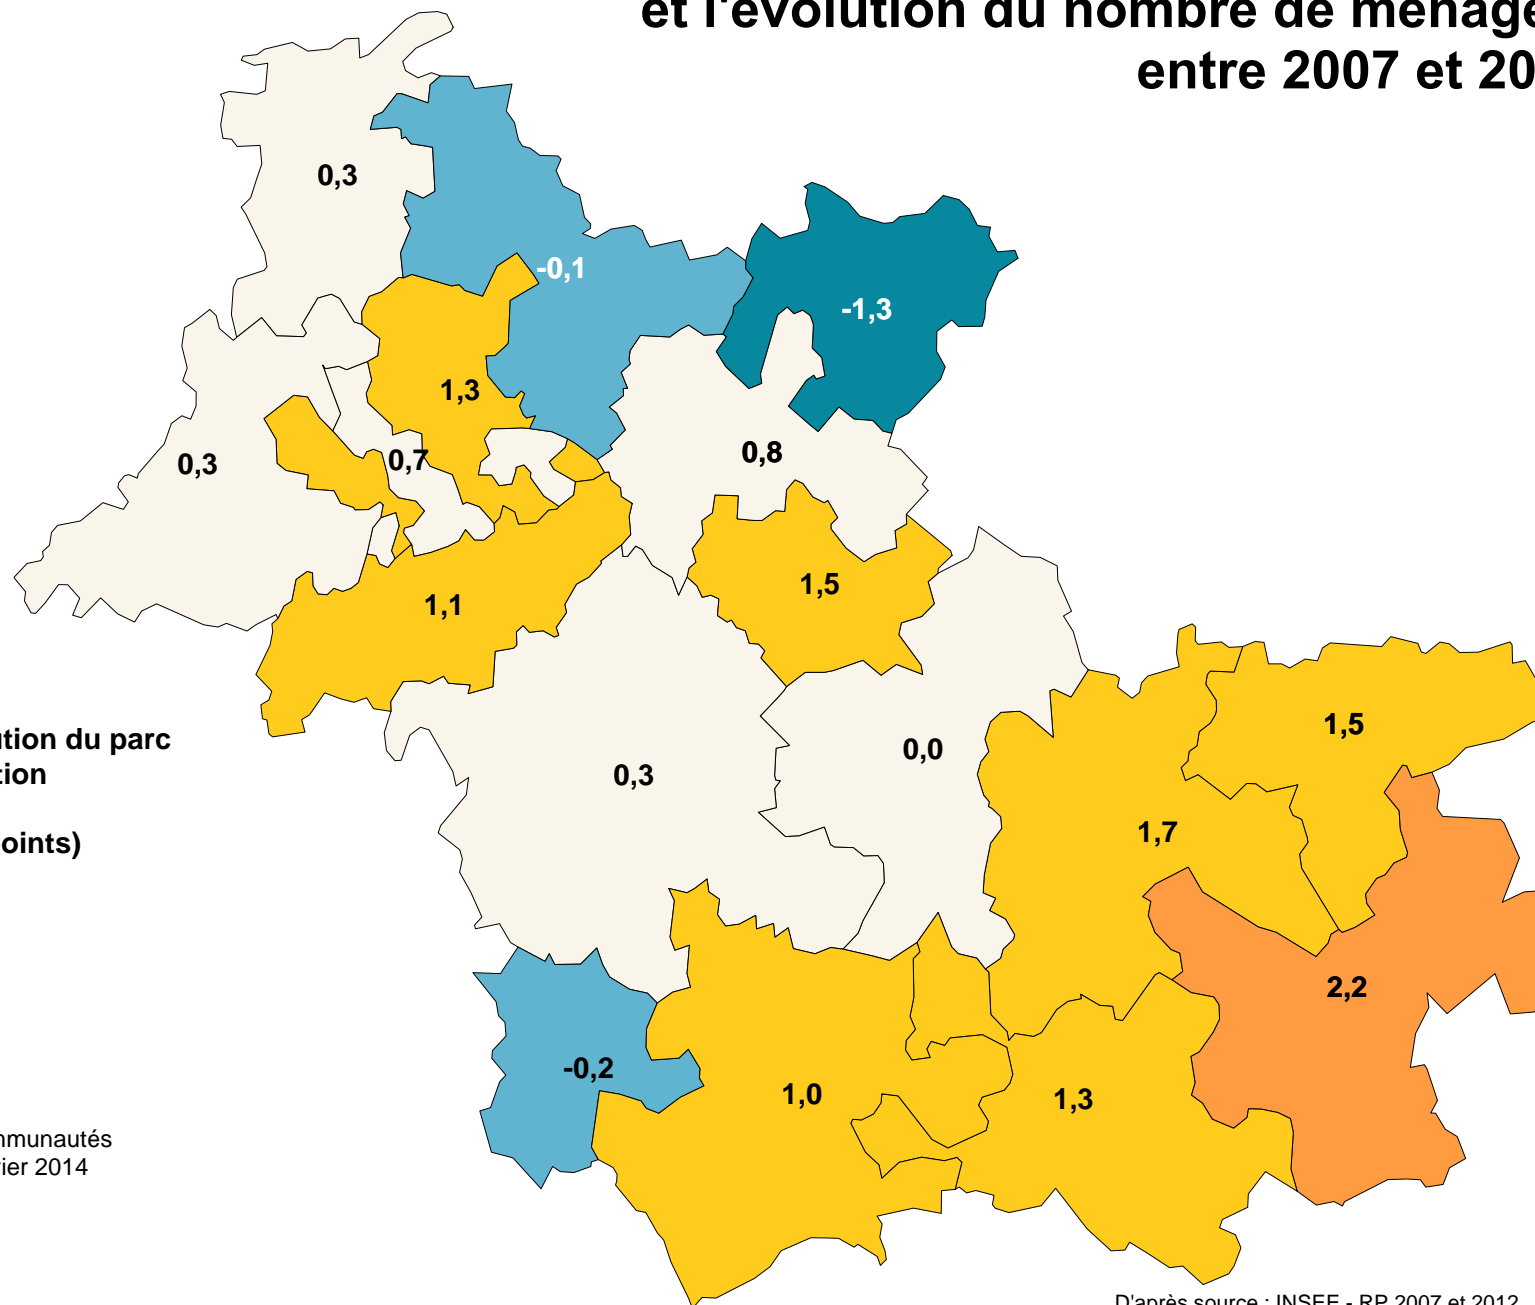 et l'évolution du nombre de ménage
entre 2007 et 20
0,3
-0,1
-1,3
1,3
0,8
0,7
0,3
1,5
1,1
1,5
ution du parc
0,0
0,3
tion
1,7
oints)
2,2
-0,2
1,0
1,3
mmunautés
rier 2014
D'après source : INSEE - RP 2007 et 2012